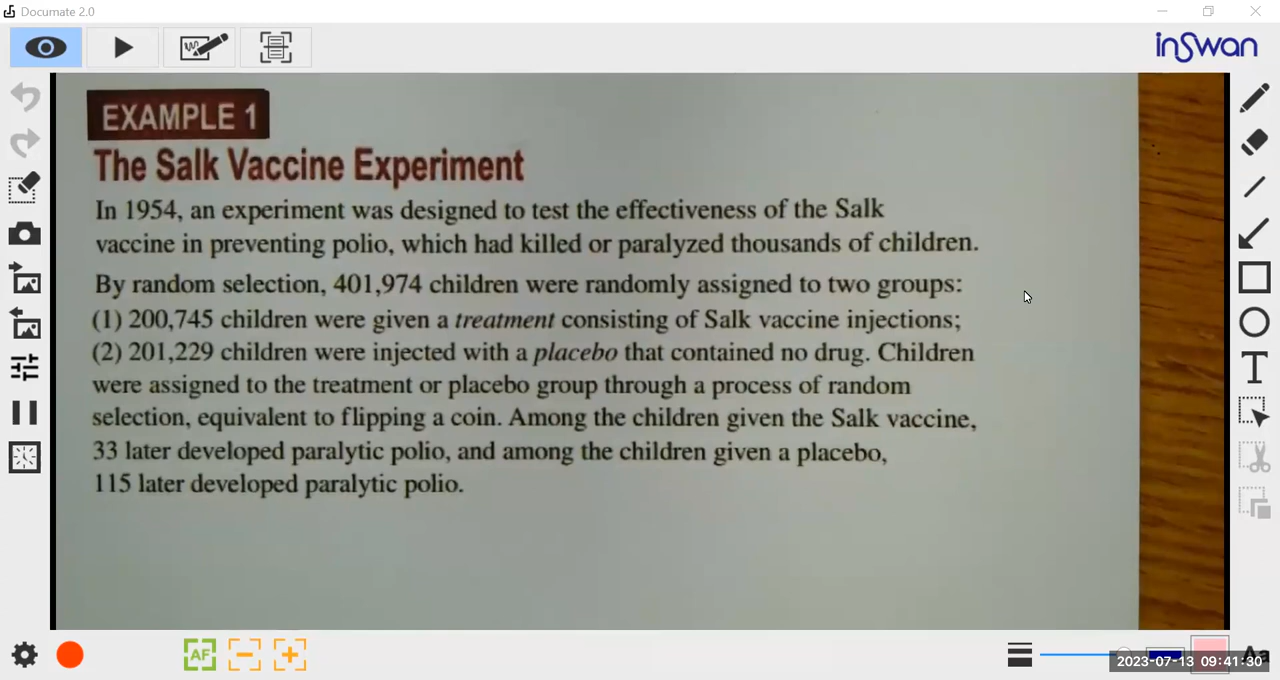 Documate 2.0
inSwan
EXAMPLE 1
The Salk Vaccine Experiment
In 1954, an experiment was designed to test the effectiveness of the Salk
vaccine in preventing polio, which had killed or paralyzed thousands of children.
By random selection, 401,974 children were randomly assigned to two groups:
(1) 200,745 children were given a treatment consisting of Salk vaccine injections;
(2) 201,229 children were injected with a placebo that contained no drug. Children
were assigned to the treatment or placebo group through a process of random
selection, equivalent to flipping a coin. Among the children given the Salk vaccine,
33 later developed paralytic polio, and among the children given a placebo,
115 later developed paralytic polio.
T
AF
Aa
2023-07-13 09:41:30